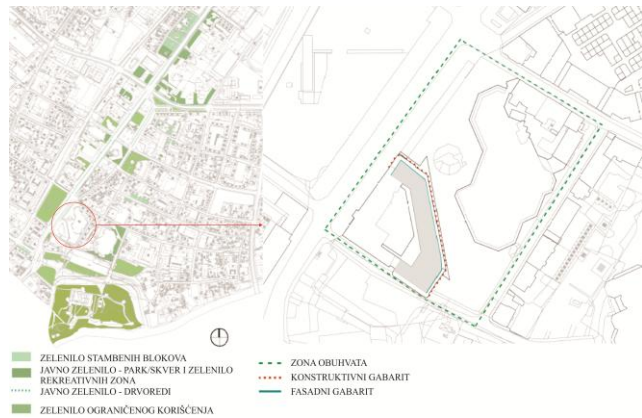 ZELENILO STAMBENIH BLOKOVA
JAVNO ZELENILO - PARK/SKVER I ZELENILO
REKREATIVNIH ZONA
JAVNO ZELENILO - DRVOREDI
ZELENILO OGRANIČENOG KORIŠĆENJA
ZONA OBUHVATA
KONSTRUKTIVNI GABARIT
FASADNI GABARIT